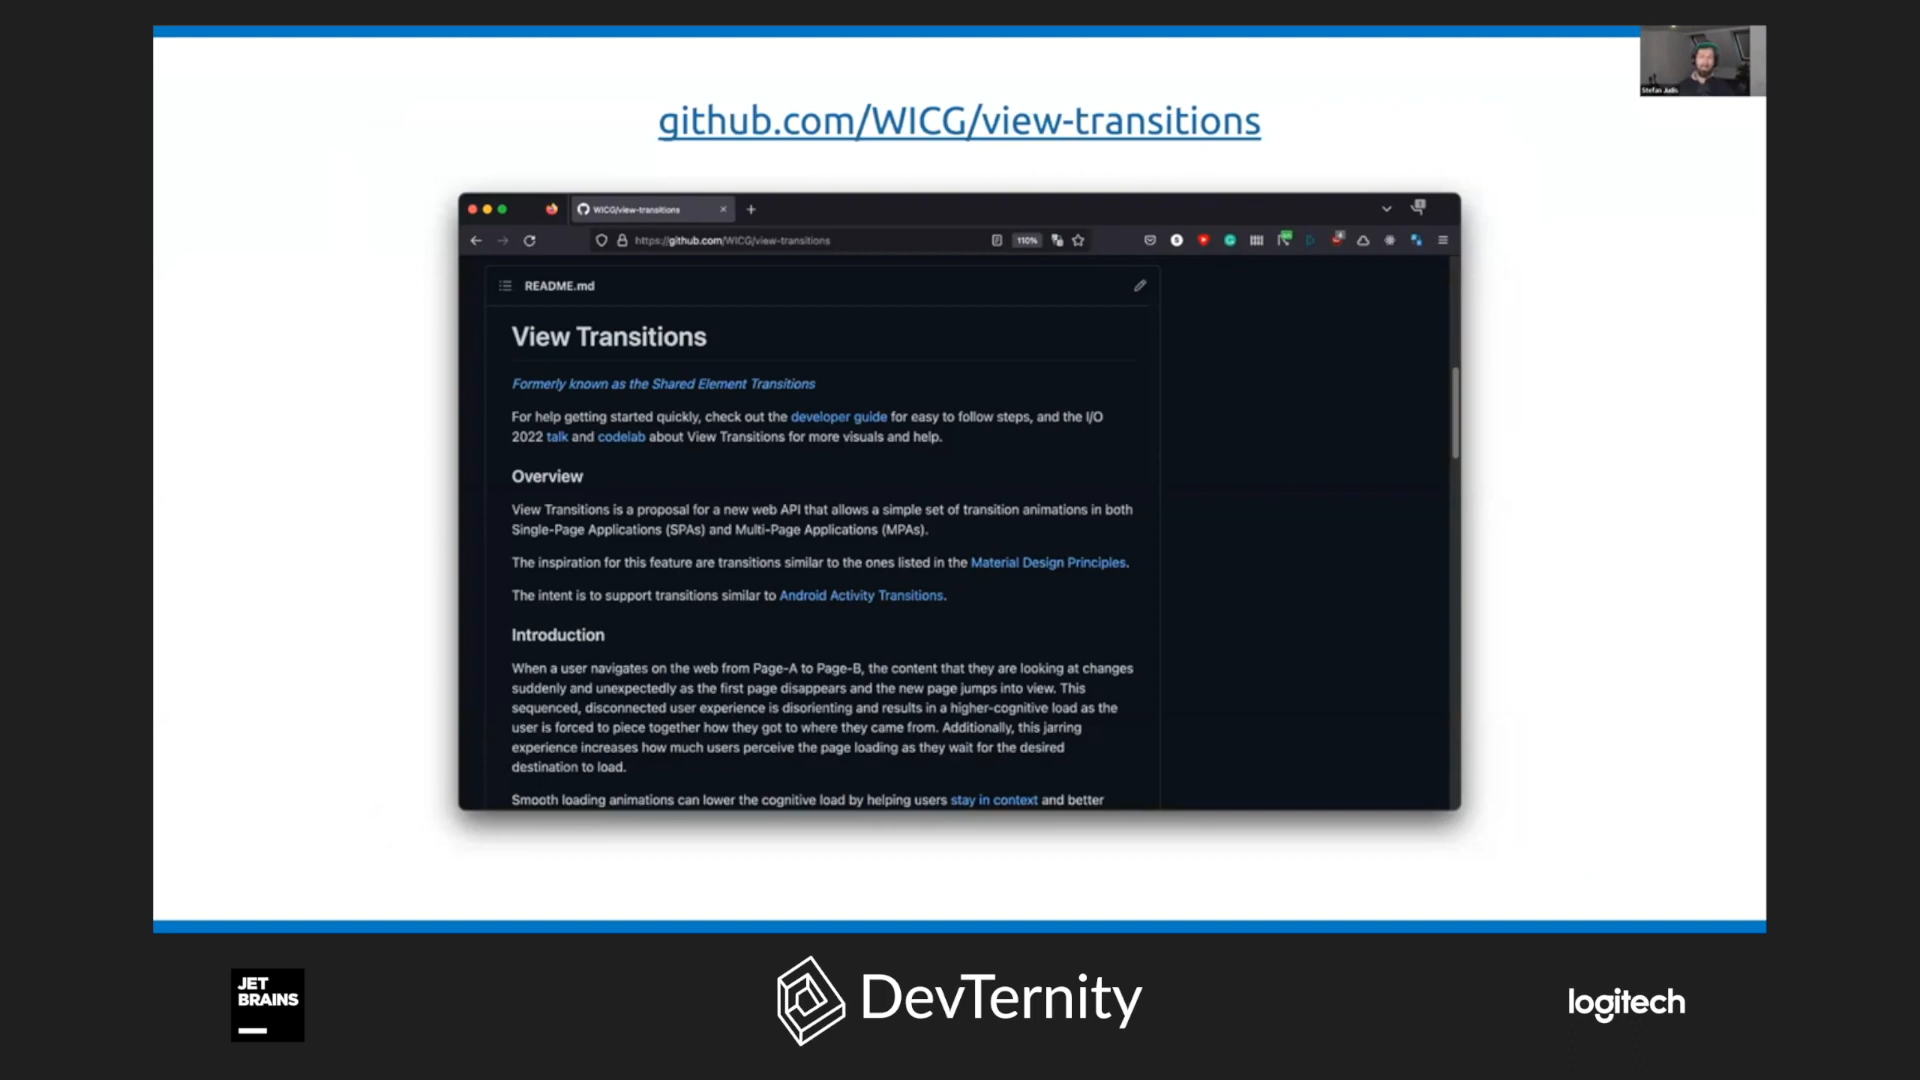 Stefan Judis
github.com/WICG/view-transitions
WICG/view-transitions
https://github.com/WICG/view-transitions
110%
README.md
View Transitions
Formerly known as the Shared Element Transitions
For help getting started quickly, check out the developer guide for easy to follow steps, and the I/O
2022 talk and codelab about View Transitions for more visuals and help.
Overview
View Transitions is a proposal for a new web API that allows a simple set of transition animations in both
Single-Page Applications (SPAs) and Multi-Page Applications (MPAs).
The inspiration for this feature are transitions similar to the ones listed in the Material Design Principles.
The intent is to support transitions similar to Android Activity Transitions.
Introduction
When a user navigates on the web from Page-A to Page-B, the content that they are looking at changes
suddenly and unexpectedly as the first page disappears and the new page jumps into view. This
sequenced, disconnected user experience is disorienting and results in a higher-cognitive load as the
user is forced to piece together how they got to where they came from. Additionally, this jarring
experience increases how much users perceive the page loading as they wait for the desired
destination to load.
Smooth loading animations can lower the cognitive load by helping users stay in context and better
JET
BRAINS
DevTernity
logitech